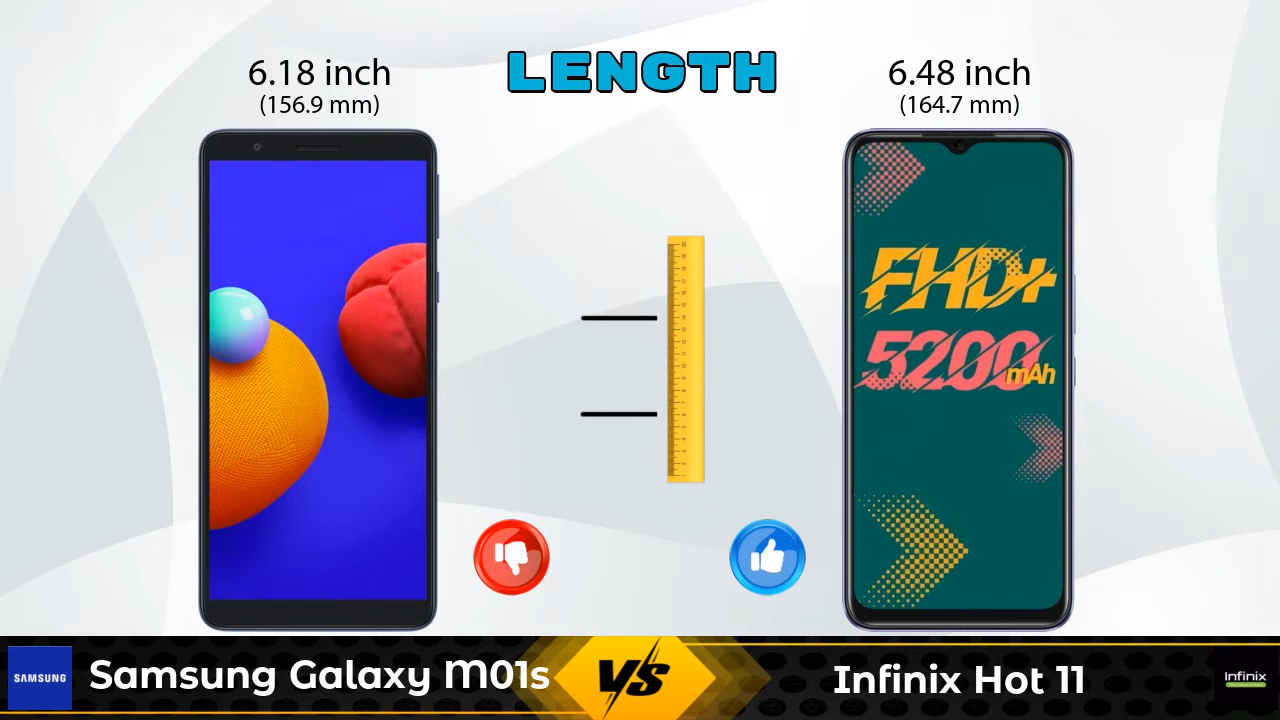 LENGTH
6.18 inch
(156.9 mm)
6.48 inch
(164.7 mm)
FHD+
5200mAh
SAMSUNG
Samsung Galaxy M01s
VS
Infinix Hot 11
Infinix